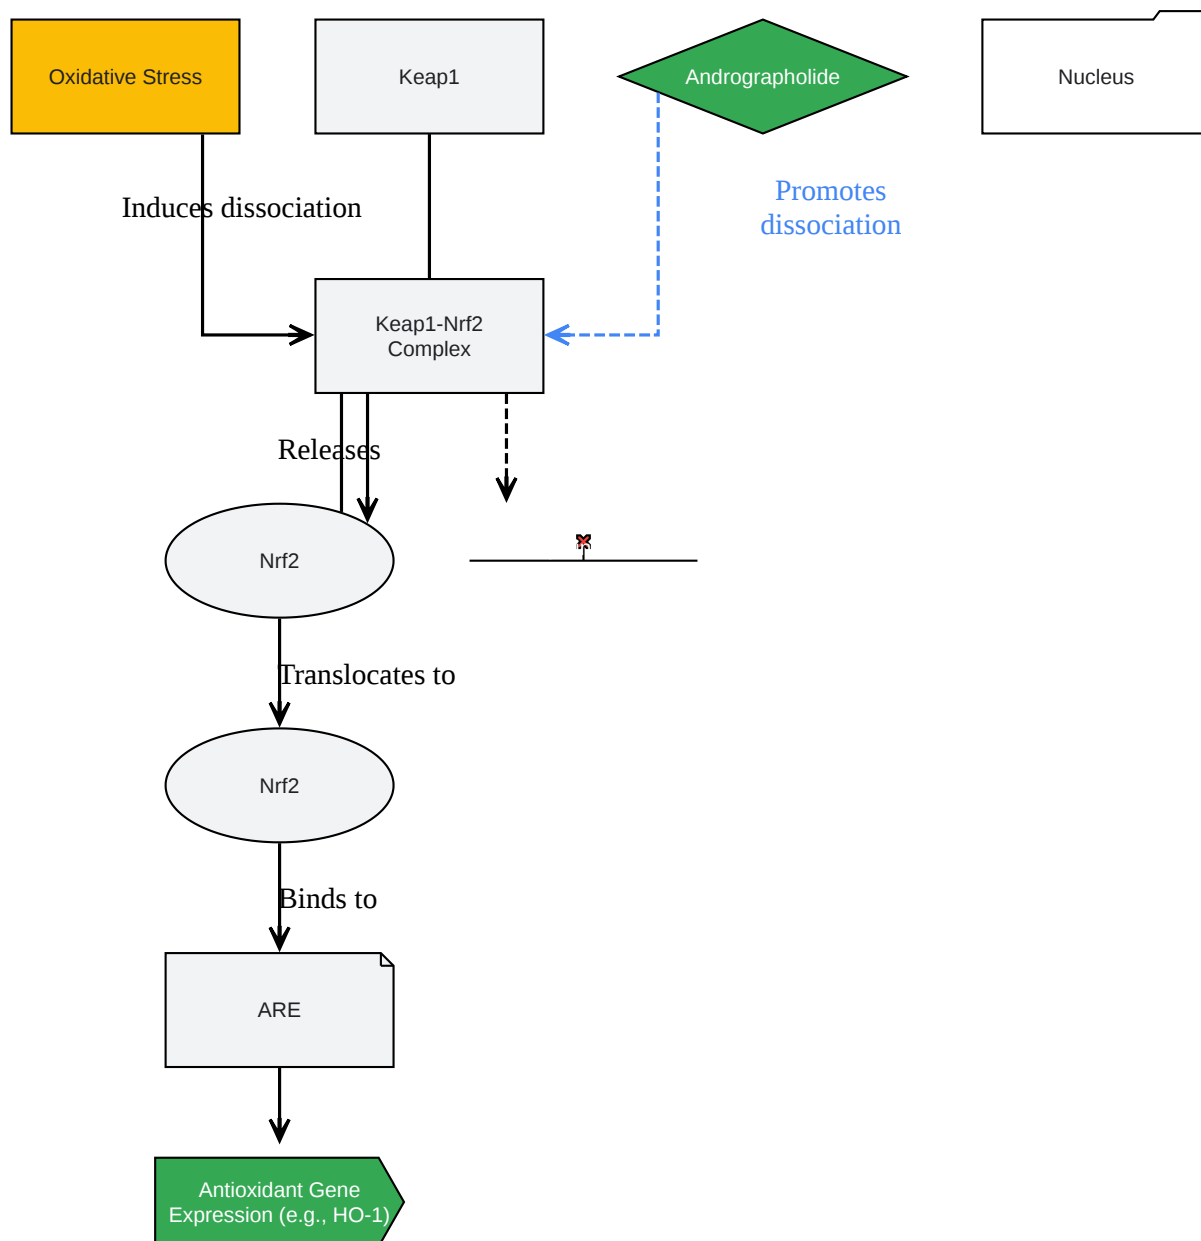 Oxidative Stress
Keap1
Andrographolide
Nucleus
Induces dissociation
Promotes
dissociation
Keap1-Nrf2
Complex
Releases
Nrf2
Translocates to
Nrf2
Binds to
ARE
Antioxidant Gene
Expression (e.g., HO-1)